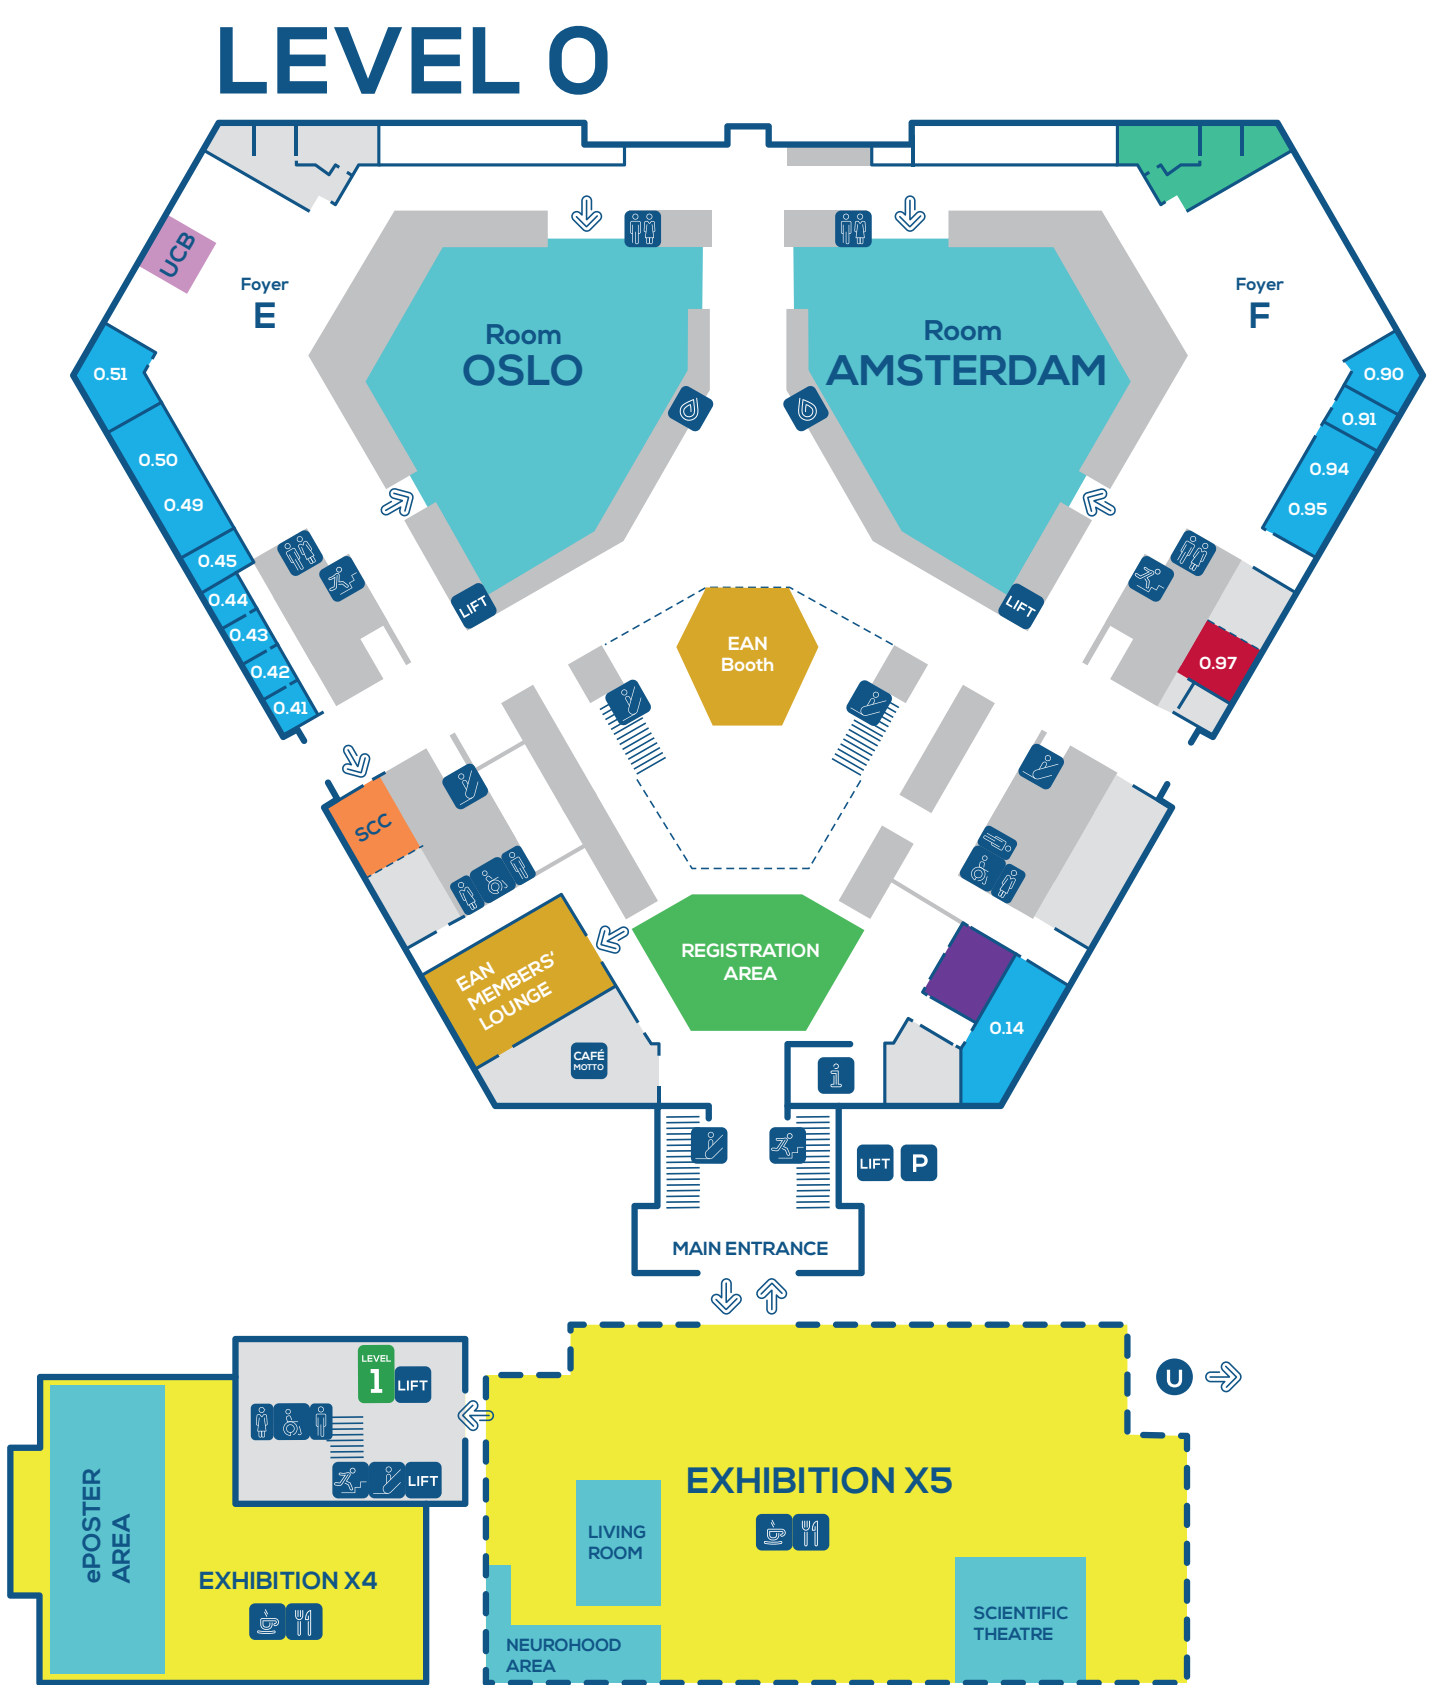 LEVEL 0
UCB
Foyer
E
Foyer
F
Room
OSLO
Room
AMSTERDAM
0.51
0.50
0.49
0.45
0.44
0.43
0.42
0.41
0.90
0.91
0.94
0.95
0.97
LIFT
LIFT
EAN
Booth
SCC
EAN
MEMBERS'
LOUNGE
REGISTRATION
AREA
0.14
CAFÉ
MOTTO
i
LIFT
P
MAIN ENTRANCE
LEVEL
1
LIFT
U
LIFT
ePOSTER
AREA
EXHIBITION X4
EXHIBITION X5
LIVING
ROOM
NEUROHOOD
AREA
SCIENTIFIC
THEATRE